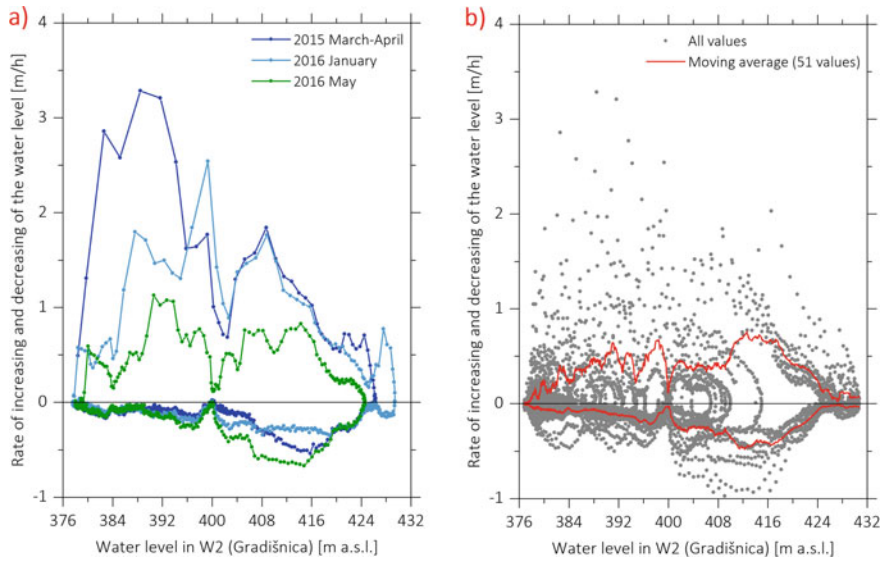 a)
2015 March-April
2016 January
2016 May
Rate of increasing and decreasing of the water level [m/h]
4
3
2
1
0
-1
376 384 392 400 408 416 424 432
Water level in W2 (Gradišnica) [m a.s.l.]
b)
All values
Moving average (51 values)
Rate of increasing and decreasing of the water level [m/h]
4
3
2
1
0
-1
376 384 392 400 408 416 424 432
Water level in W2 (Gradišnica) [m a.s.l.]